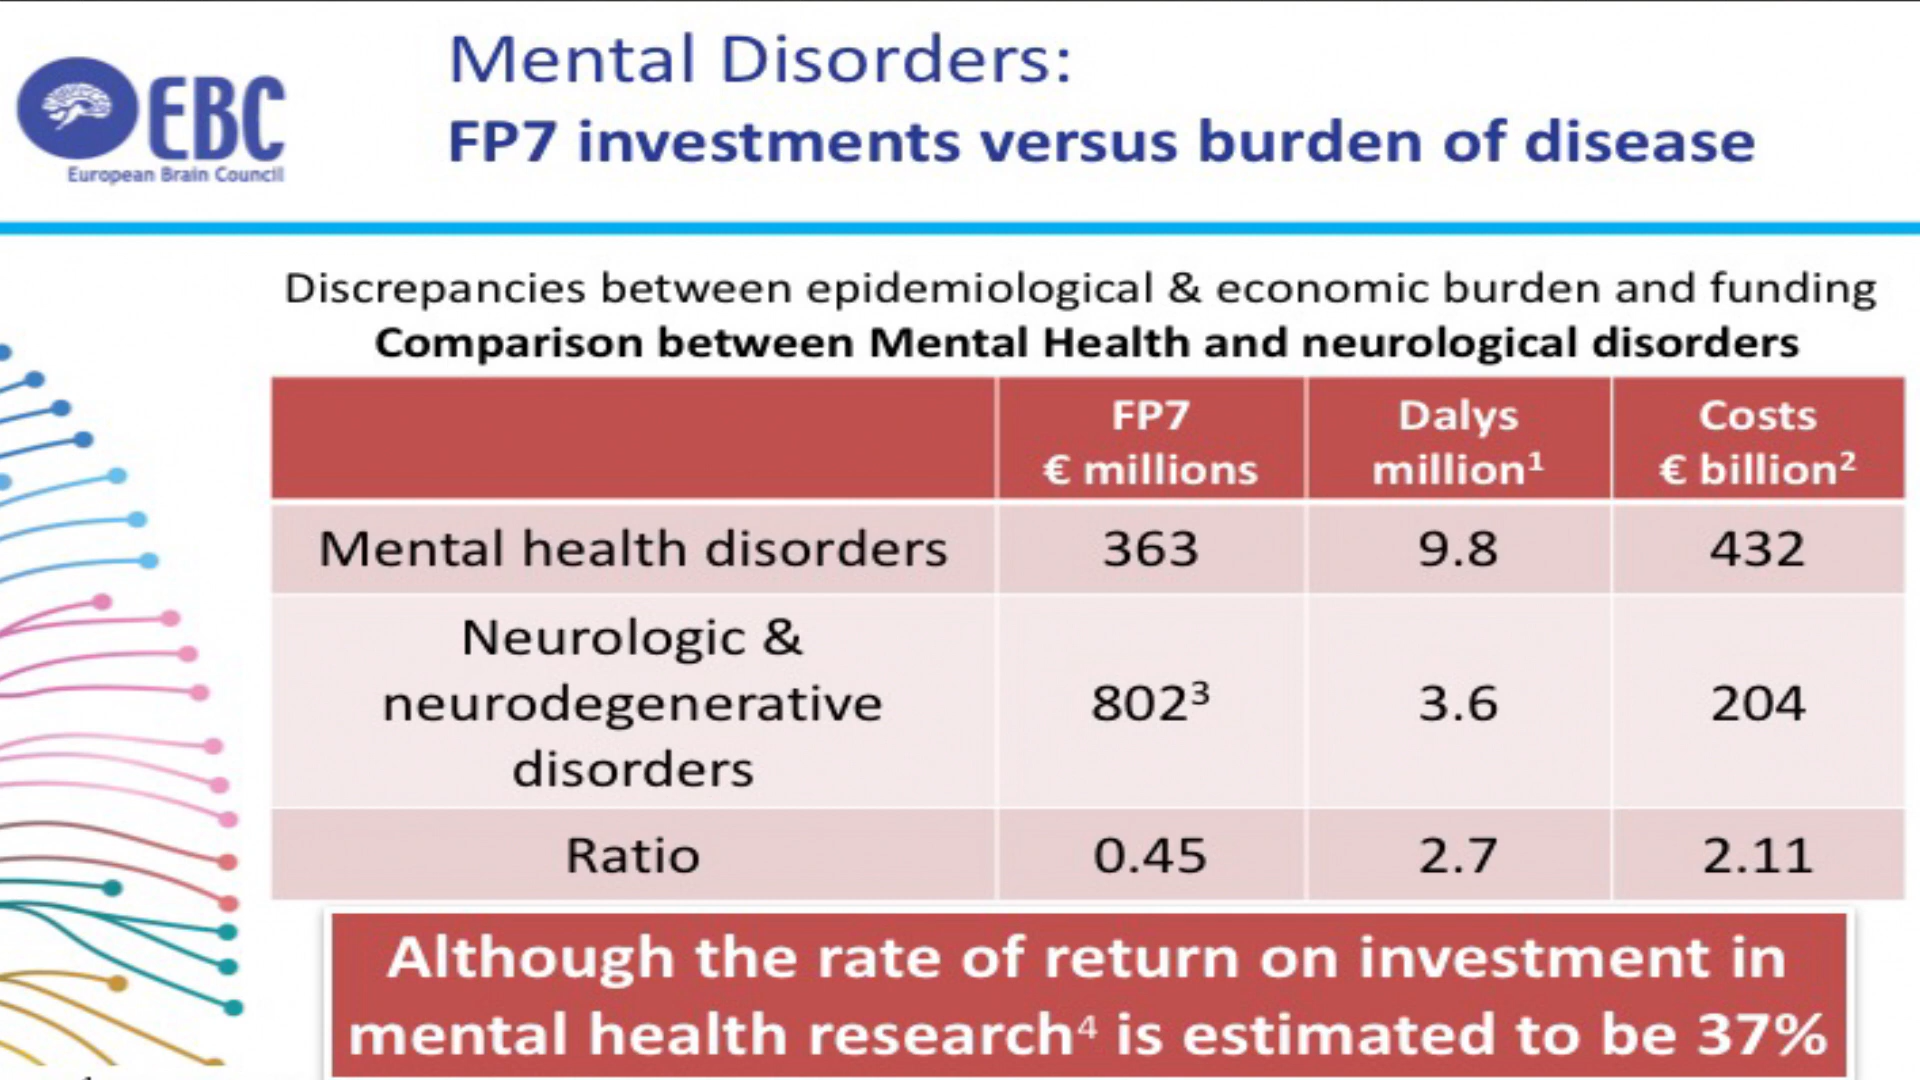 Mental Disorders:
FP7 investments versus burden of disease
EBC
European Brain Council
Discrepancies between epidemiological & economic burden and funding
Comparison between Mental Health and neurological disorders
FP7
€ millions
Dalys
million¹
Costs
€ billion²
Mental health disorders 363 9.8 432
Neurologic &
neurodegenerative
disorders
802³ 3.6 204
Ratio 0.45 2.7 2.11
Although the rate of return on investment in
mental health research⁴ is estimated to be 37%